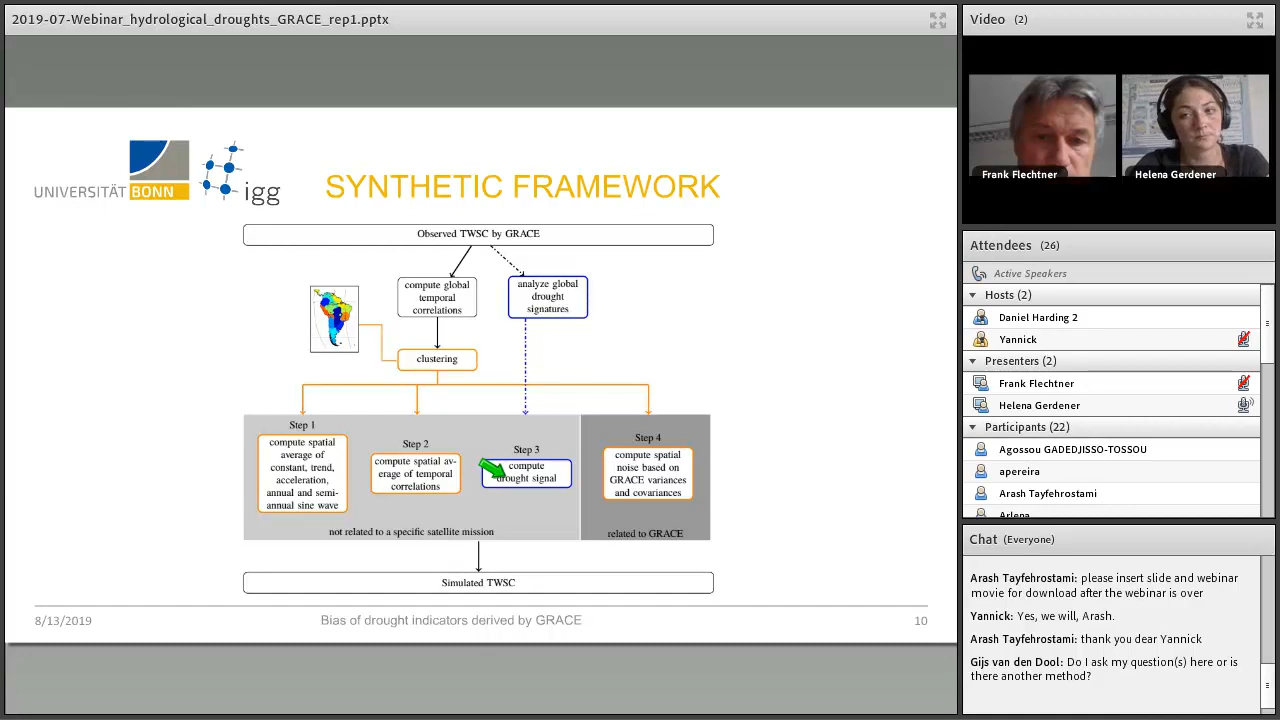 2019-07-Webinar_hydrological_droughts_GRACE_rep1.pptx
UNIVERSITÄT BONN
igg
SYNTHETIC FRAMEWORK
Observed TWSC by GRACE
compute global
temporal
correlations
analyze global
drought
signatures
clustering
Step 1
compute spatial
average of
constant, trend,
acceleration,
annual and semi-
annual sine wave
Step 2
compute spatial av-
erage of temporal
correlations
Step 3
compute
drought signal
Step 4
compute spatial
noise based on
GRACE variances
and covariances
not related to a specific satellite mission
related to GRACE
Simulated TWSC
8/13/2019
Bias of drought indicators derived by GRACE
10
Video (2)
Frank Flechtner
Helena Gerdener
Attendees (26)
Active Speakers
Hosts (2)
Daniel Harding 2
Yannick
Presenters (2)
Frank Flechtner
Helena Gerdener
Participants (22)
Agossou GADEDJISSO-TOSSOU
apereira
Arash Tayfehrostami
Arlena
Chat (Everyone)
Arash Tayfehrostami: please insert slide and webinar
movie for download after the webinar is over
Yannick: Yes, we will, Arash.
Arash Tayfehrostami: thank you dear Yannick
Gijs van den Dool: Do I ask my question(s) here or is
there another method?